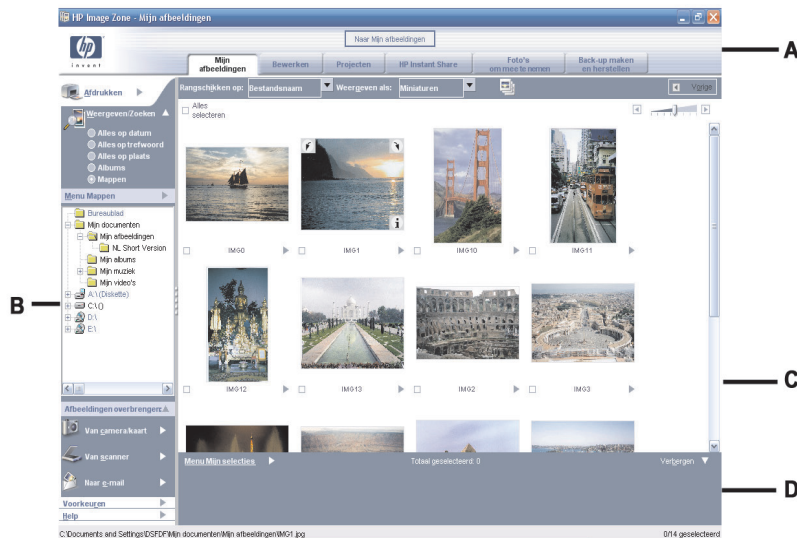 HP Image Zone - Mijn afbeeldingen
hp
invent
Naar Mijn afbeeldingen
Mijn afbeeldingen
Bewerken
Projecten
HP Instant Share
Foto's om mee te nemen
Back-up maken en herstellen
A
Afdrukken
Rangschikken op: Bestandsnaam
Weergeven als: Miniaturen
Vorige
Weergeven/Zoeken
Alles op datum
Alles op trefwoord
Alles op plaats
Albums
Mappen
Alles selecteren
Menu Mappen
Bureaublad
Mijn documenten
Mijn afbeeldingen
NL Short Version
Mijn albums
Mijn muziek
Mijn video's
A:\ (Diskette)
C:\ ()
D:\
E:\
B
i
IMG0
IMG1
IMG10
IMG11
IMG12
IMG13
IMG2
IMG3
C
Afbeeldingen overbrengen:
Van camera/kaart
Van scanner
Naar e-mail
Voorkeuren
Help
Menu Mijn selecties
Totaal geselecteerd: 0
Verbergen
D
C:\Documents and Settings\DSFDF\Mijn documenten\Mijn afbeeldingen\IMG1.jpg
0/14 geselecteerd